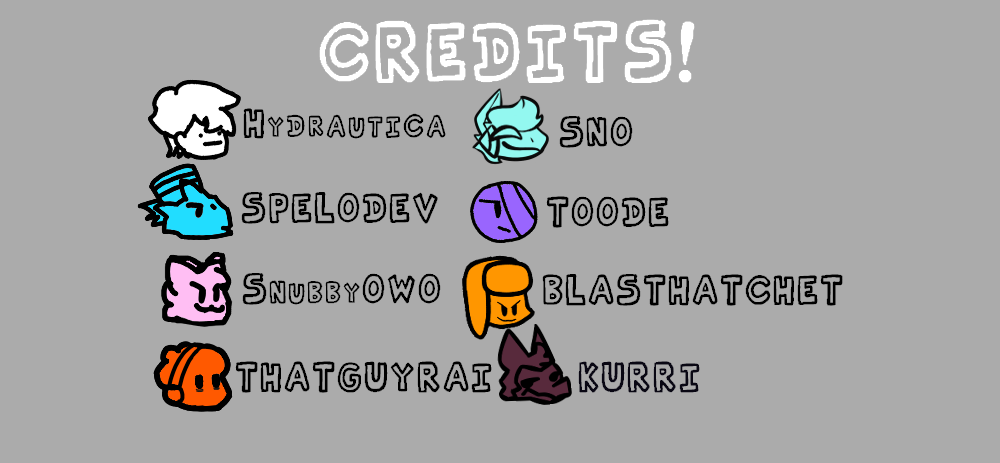 CREDITS!
HYDRAUTICA SNO
SPELODEV TOODE
SNUBBYOWO BLASTHATCHET
THATGUYRAI KURRI